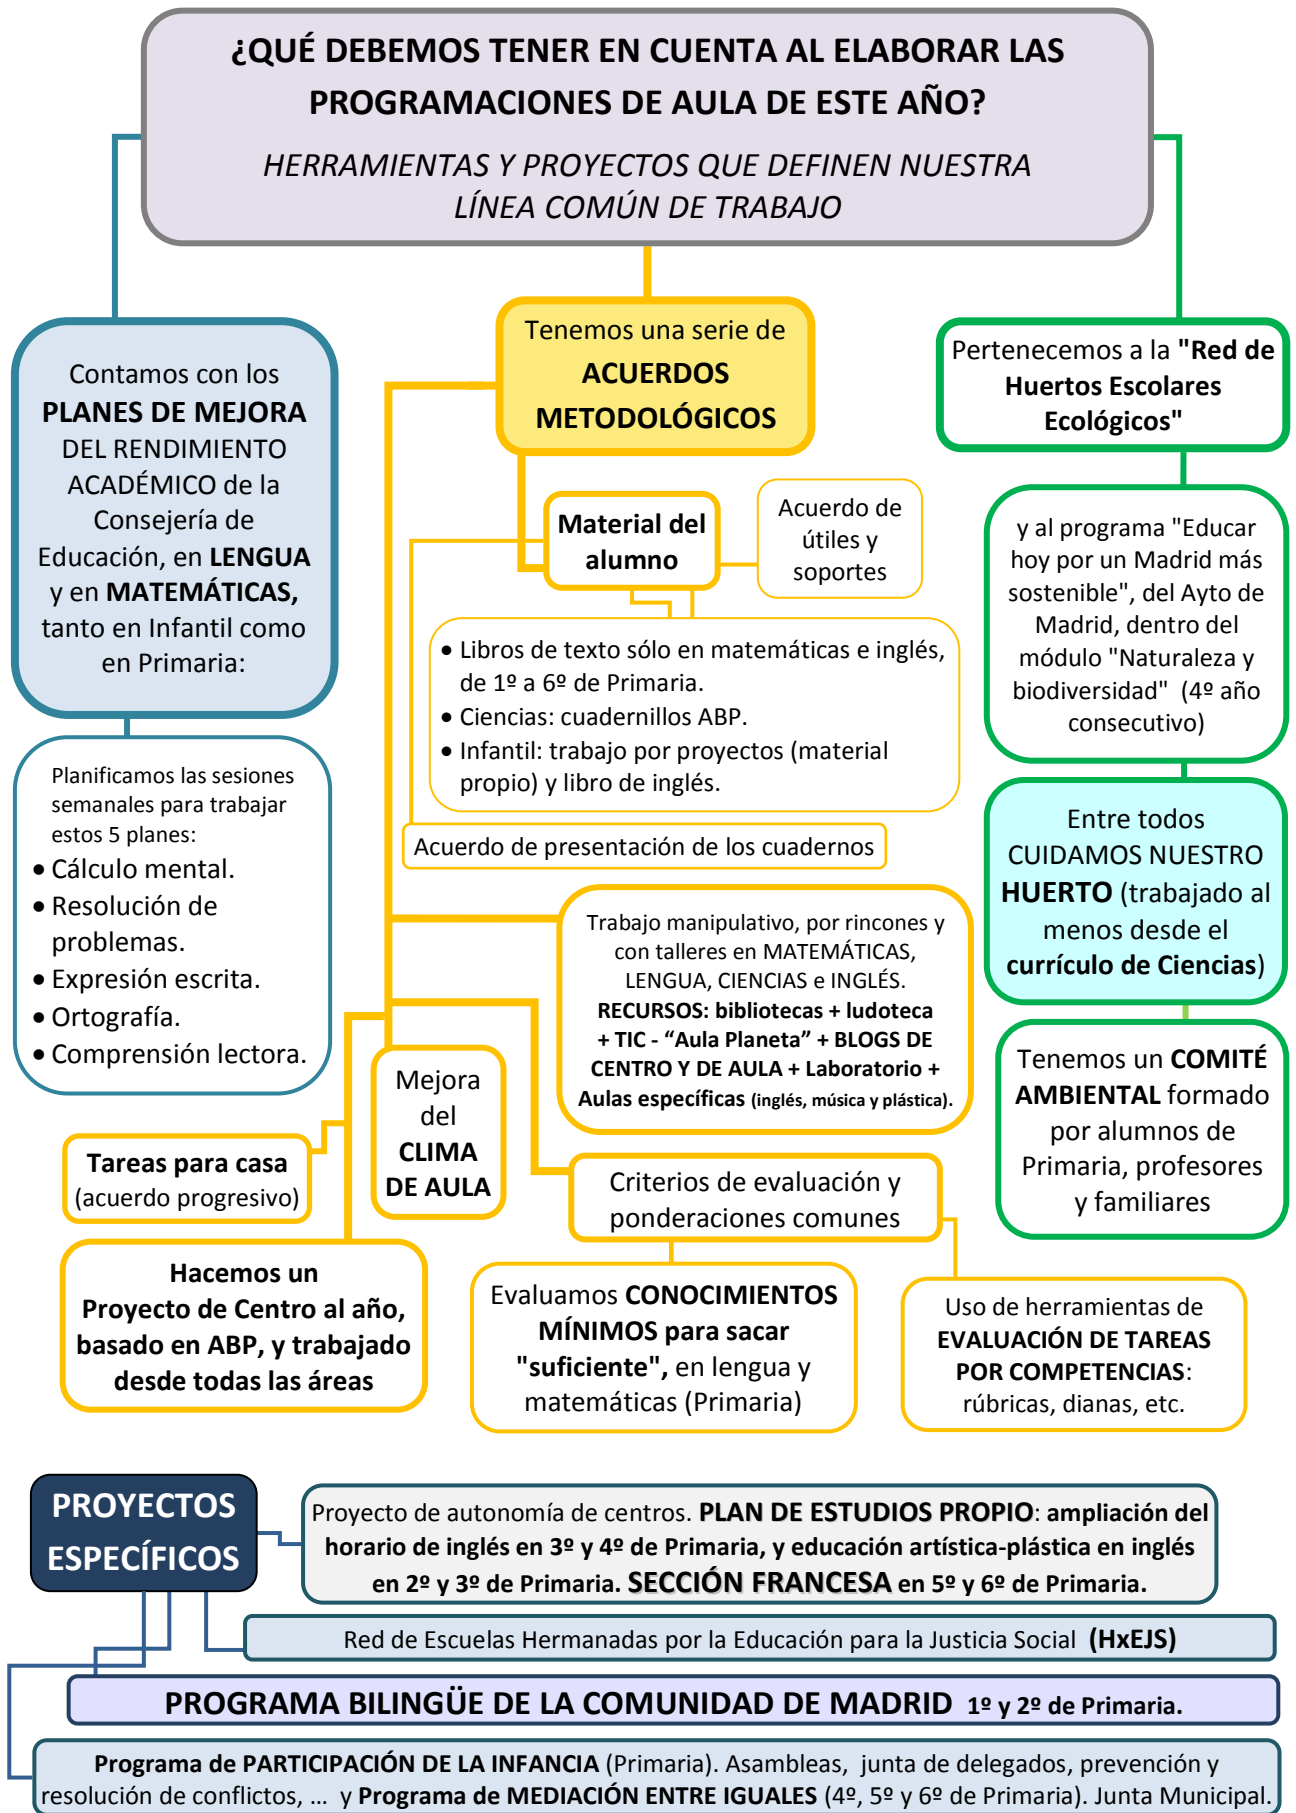 ¿QUÉ DEBEMOS TENER EN CUENTA AL ELABORAR LAS
PROGRAMACIONES DE AULA DE ESTE AÑO?
HERRAMIENTAS Y PROYECTOS QUE DEFINEN NUESTRA
LÍNEA COMÚN DE TRABAJO
Contamos con los
PLANES DE MEJORA
DEL RENDIMIENTO
ACADÉMICO de la
Consejería de
Educación, en LENGUA
y en MATEMÁTICAS,
tanto en Infantil como
en Primaria:
Planificamos las sesiones
semanales para trabajar
estos 5 planes:
• Cálculo mental.
• Resolución de
problemas.
• Expresión escrita.
• Ortografía.
• Comprensión lectora.
Tenemos una serie de
ACUERDOS
METODOLÓGICOS
Material del
alumno
Acuerdo de
útiles y
soportes
• Libros de texto sólo en matemáticas e inglés,
de 1º a 6º de Primaria.
• Ciencias: cuadernillos ABP.
• Infantil: trabajo por proyectos (material
propio) y libro de inglés.
Acuerdo de presentación de los cuadernos
Trabajo manipulativo, por rincones y
con talleres en MATEMÁTICAS,
LENGUA, CIENCIAS e INGLÉS.
RECURSOS: bibliotecas + ludoteca
+ TIC - “Aula Planeta” + BLOGS DE
CENTRO Y DE AULA + Laboratorio +
Aulas específicas (inglés, música y plástica).
Mejora
del
CLIMA
DE AULA
Tareas para casa
(acuerdo progresivo)
Hacemos un
Proyecto de Centro al año,
basado en ABP, y trabajado
desde todas las áreas
Criterios de evaluación y
ponderaciones comunes
Evaluamos CONOCIMIENTOS
MÍNIMOS para sacar
"suficiente", en lengua y
matemáticas (Primaria)
Uso de herramientas de
EVALUACIÓN DE TAREAS
POR COMPETENCIAS:
rúbricas, dianas, etc.
Pertenecemos a la "Red de
Huertos Escolares
Ecológicos"
y al programa "Educar
hoy por un Madrid más
sostenible", del Ayto de
Madrid, dentro del
módulo "Naturaleza y
biodiversidad" (4º año
consecutivo)
Entre todos
CUIDAMOS NUESTRO
HUERTO (trabajado al
menos desde el
currículo de Ciencias)
Tenemos un COMITÉ
AMBIENTAL formado
por alumnos de
Primaria, profesores
y familiares
PROYECTOS
ESPECÍFICOS
Proyecto de autonomía de centros. PLAN DE ESTUDIOS PROPIO: ampliación del
horario de inglés en 3º y 4º de Primaria, y educación artística-plástica en inglés
en 2º y 3º de Primaria. SECCIÓN FRANCESA en 5º y 6º de Primaria.
Red de Escuelas Hermanadas por la Educación para la Justicia Social (HxEJS)
PROGRAMA BILINGÜE DE LA COMUNIDAD DE MADRID 1º y 2º de Primaria.
Programa de PARTICIPACIÓN DE LA INFANCIA (Primaria). Asambleas, junta de delegados, prevención y
resolución de conflictos, ... y Programa de MEDIACIÓN ENTRE IGUALES (4º, 5º y 6º de Primaria). Junta Municipal.